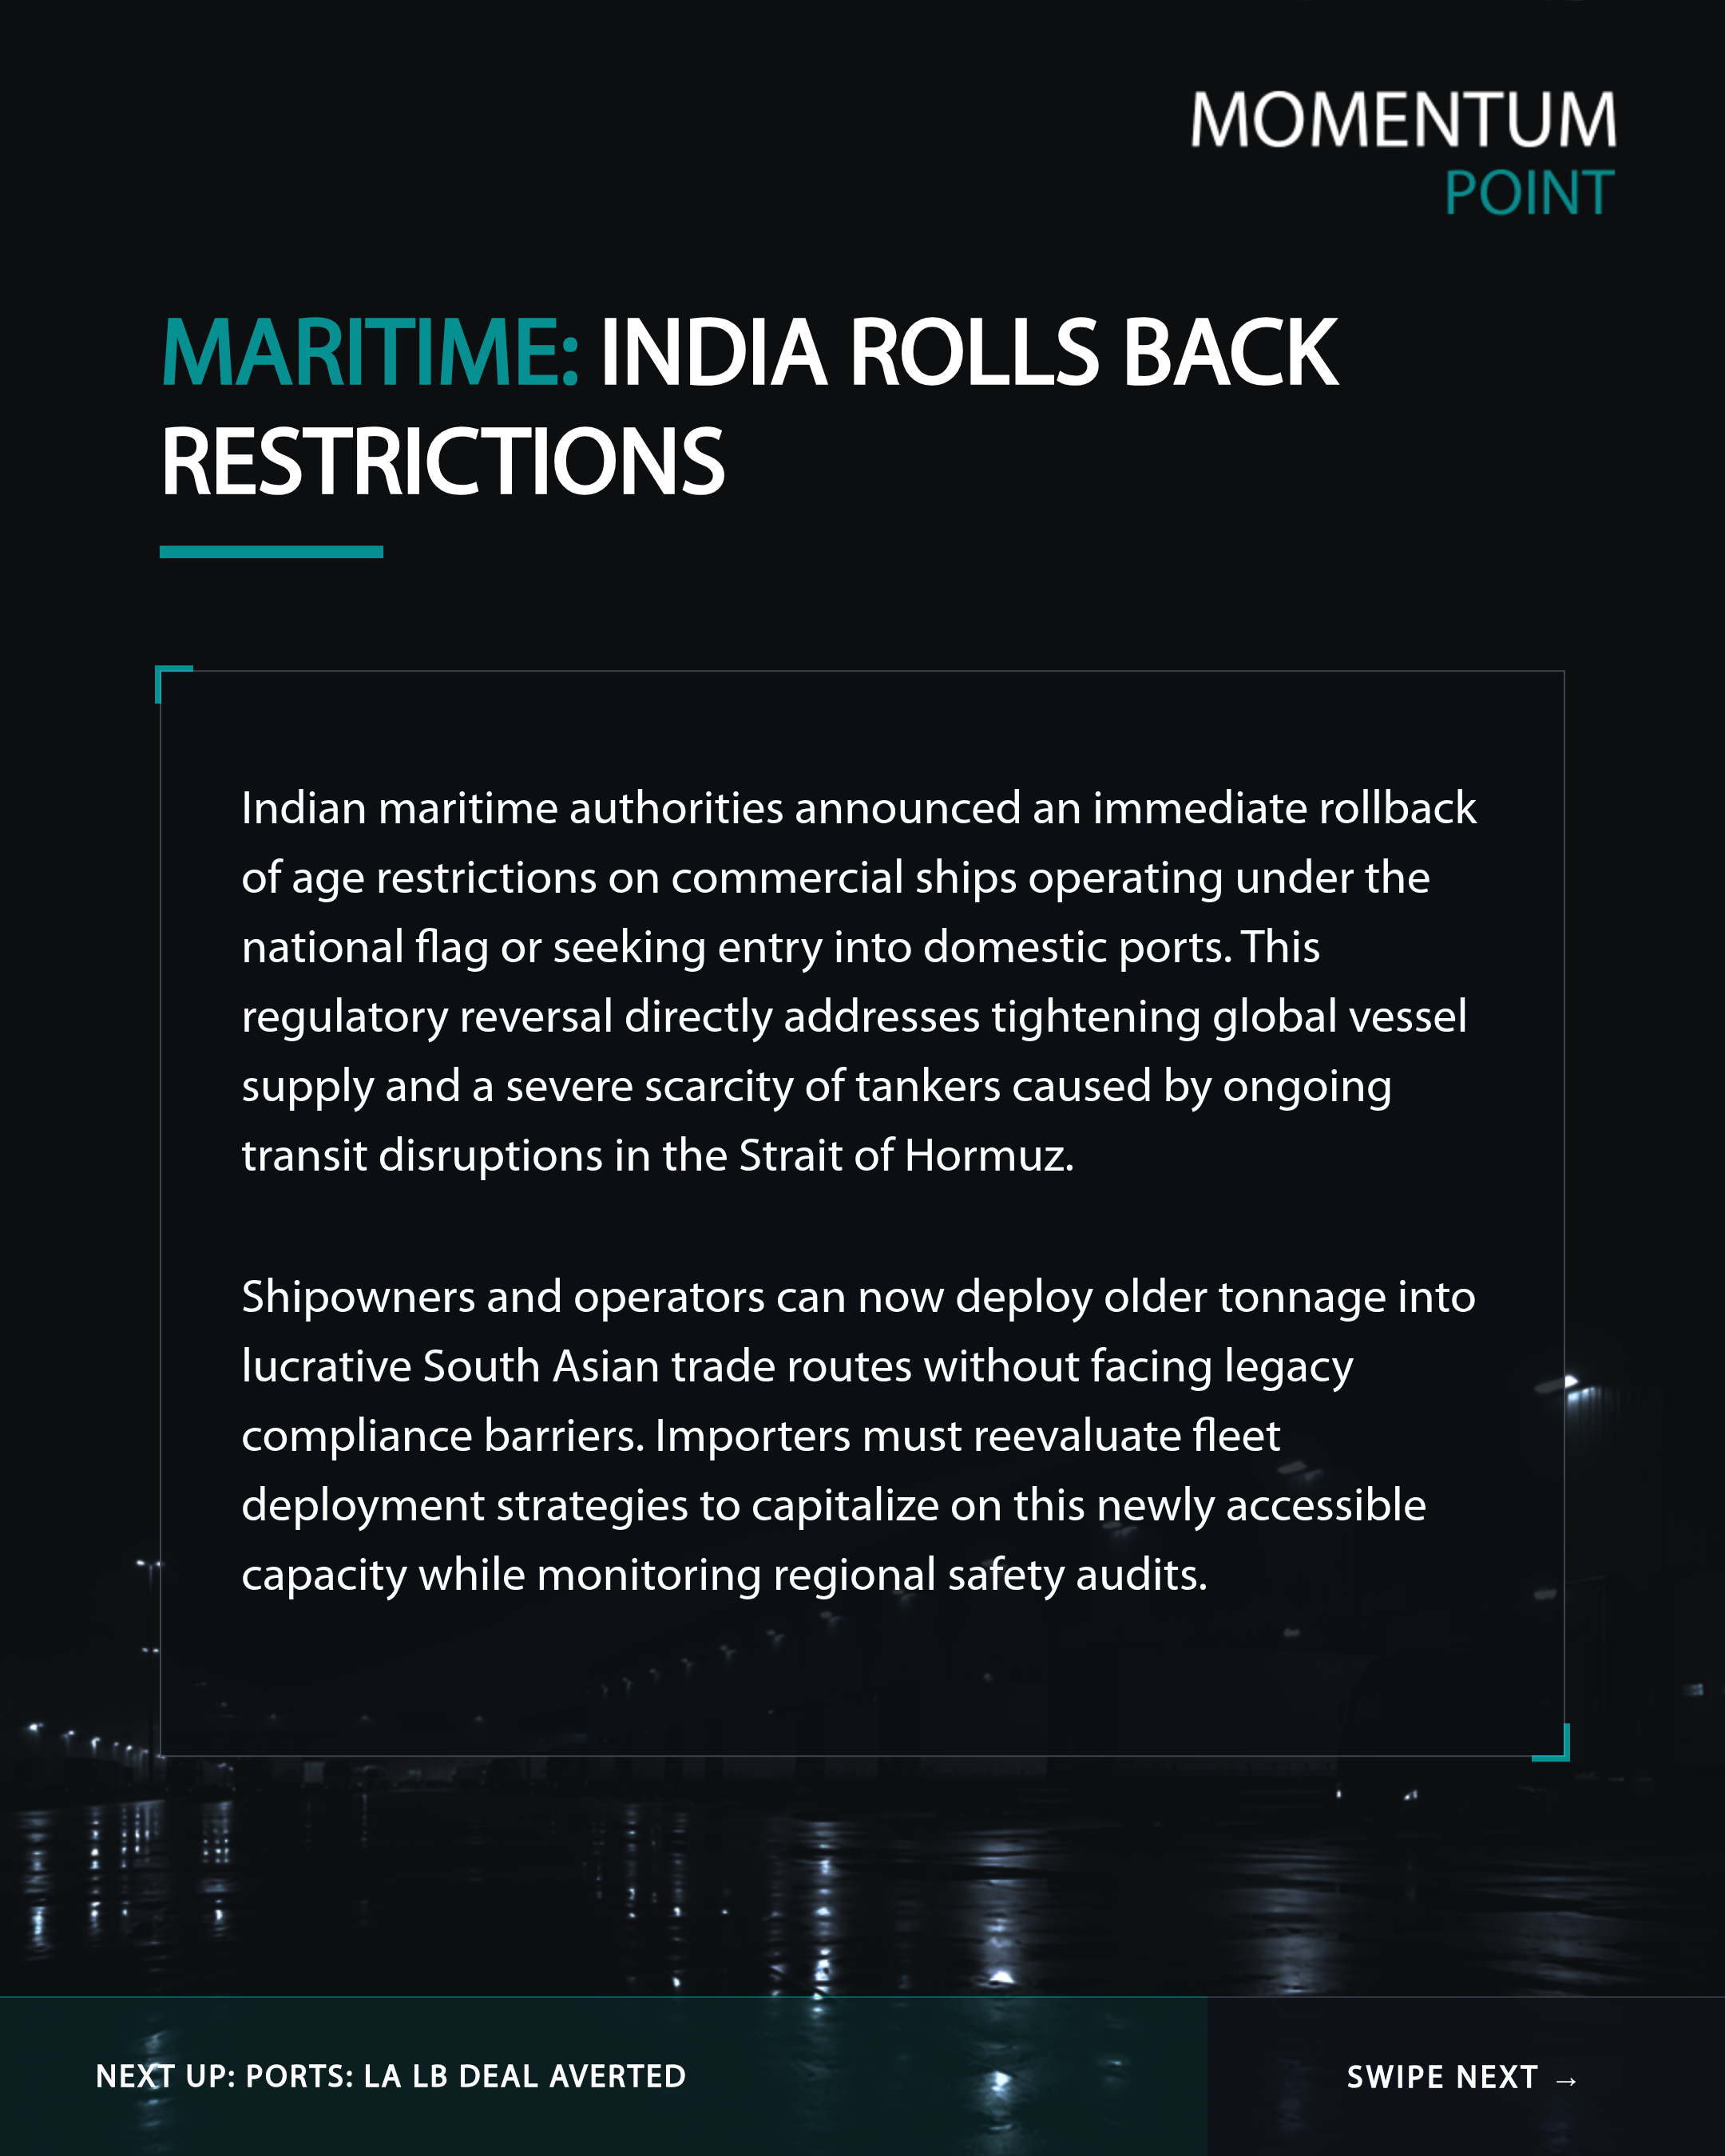 MOMENTUM
POINT
MARITIME: INDIA ROLLS BACK
RESTRICTIONS
Indian maritime authorities announced an immediate rollback
of age restrictions on commercial ships operating under the
national flag or seeking entry into domestic ports. This
regulatory reversal directly addresses tightening global vessel
supply and a severe scarcity of tankers caused by ongoing
transit disruptions in the Strait of Hormuz.
Shipowners and operators can now deploy older tonnage into
lucrative South Asian trade routes without facing legacy
compliance barriers. Importers must reevaluate fleet
deployment strategies to capitalize on this newly accessible
capacity while monitoring regional safety audits.
NEXT UP: PORTS: LA LB DEAL AVERTED
SWIPE NEXT →